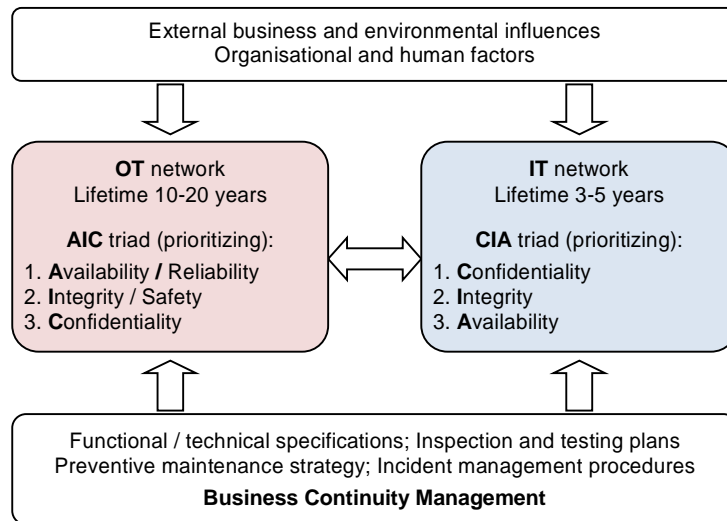 External business and environmental influences
Organisational and human factors
OT network
Lifetime 10-20 years
AIC triad (prioritizing):
1. Availability / Reliability
2. Integrity / Safety
3. Confidentiality
IT network
Lifetime 3-5 years
CIA triad (prioritizing):
1. Confidentiality
2. Integrity
3. Availability
Functional / technical specifications; Inspection and testing plans
Preventive maintenance strategy; Incident management procedures
Business Continuity Management